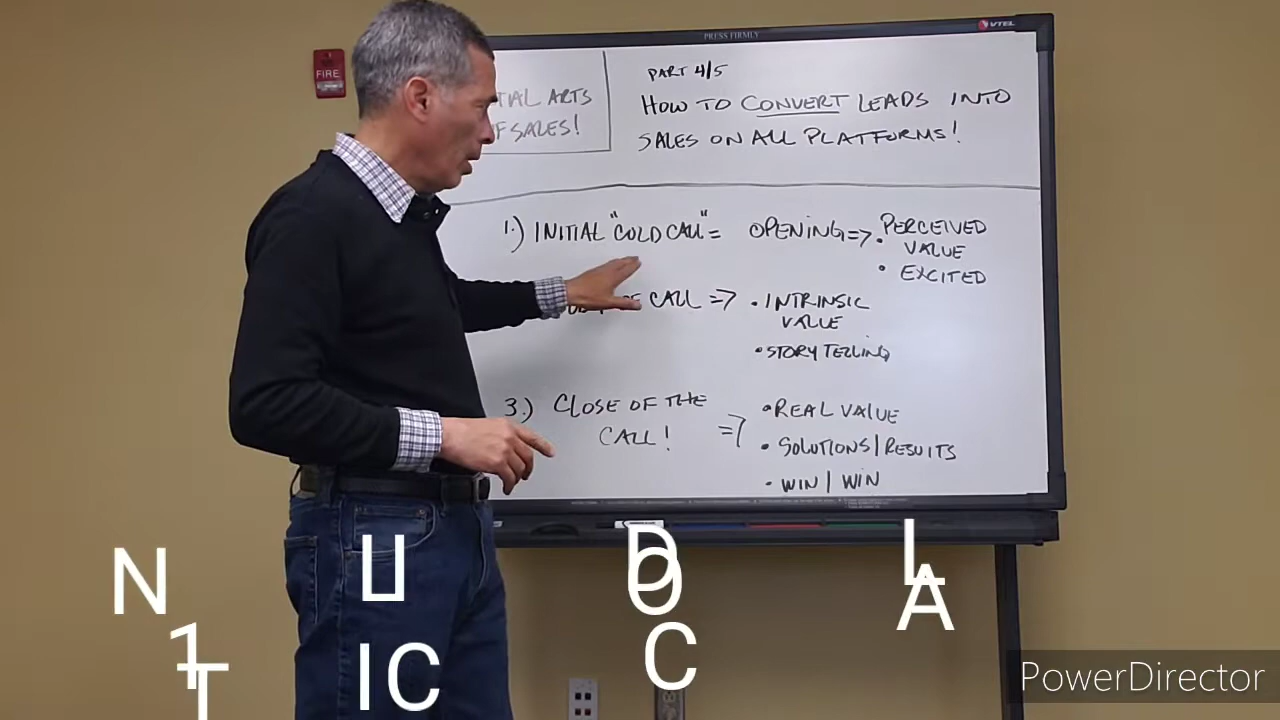 VTEL
PRESS FIRMLY
FIRE
PART 4/5
ARTS
SALES!
HOW TO CONVERT LEADS INTO
SALES ON ALL PLATFORMS!
1.) INITIAL "COLD CALL" = OPENING => PERCEIVED
VALUE
• EXCITED
CALL => • INTRINSIC
VALUE
• STORY TELLING
3.) CLOSE OF THE
CALL! => • REAL VALUE
• SOLUTIONS/RESULTS
• WIN / WIN
PowerDirector